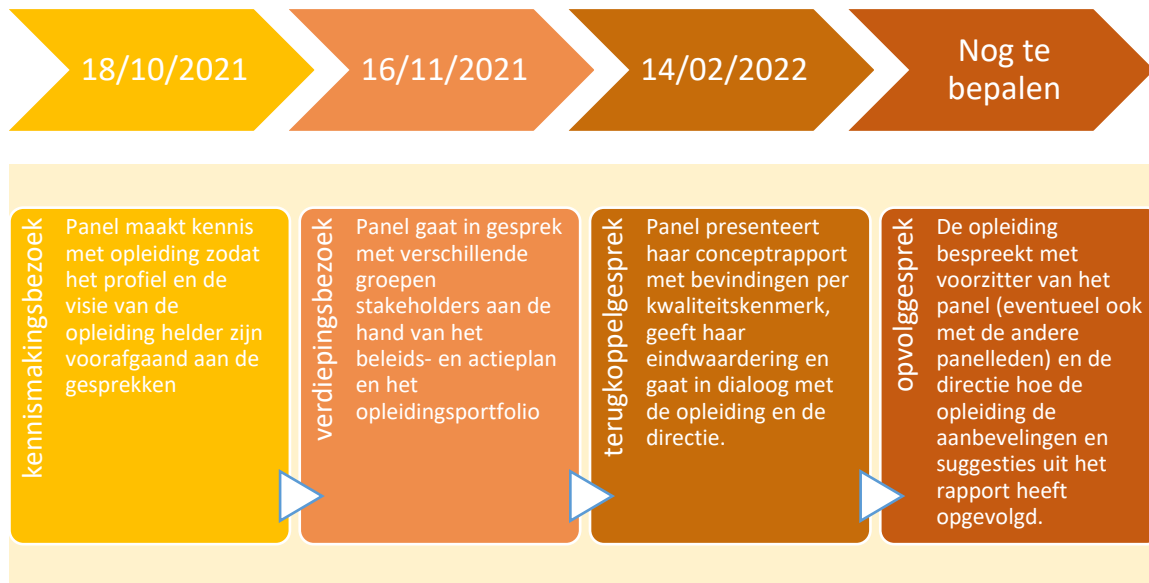 18/10/2021
16/11/2021
14/02/2022
Nog te
bepalen
kennismakingsbezoek
Panel maakt kennis
met opleiding zodat
het profiel en de
visie van de
opleiding helder zijn
voorafgaand aan de
gesprekken
verdiepingsbezoek
Panel gaat in gesprek
met verschillende
groepen
stakeholders aan de
hand van het
beleids- en actieplan
en het
opleidingsportfolio
terugkoppelgesprek
Panel presenteert
haar conceptrapport
met bevindingen per
kwaliteitskenmerk,
geeft haar
eindwaardering en
gaat in dialoog met
de opleiding en de
directie.
opvolggesprek
De opleiding
bespreekt met
voorzitter van het
panel (eventueel ook
met de andere
panelleden) en de
directie hoe de
opleiding de
aanbevelingen en
suggesties uit het
rapport heeft
opgevolgd.